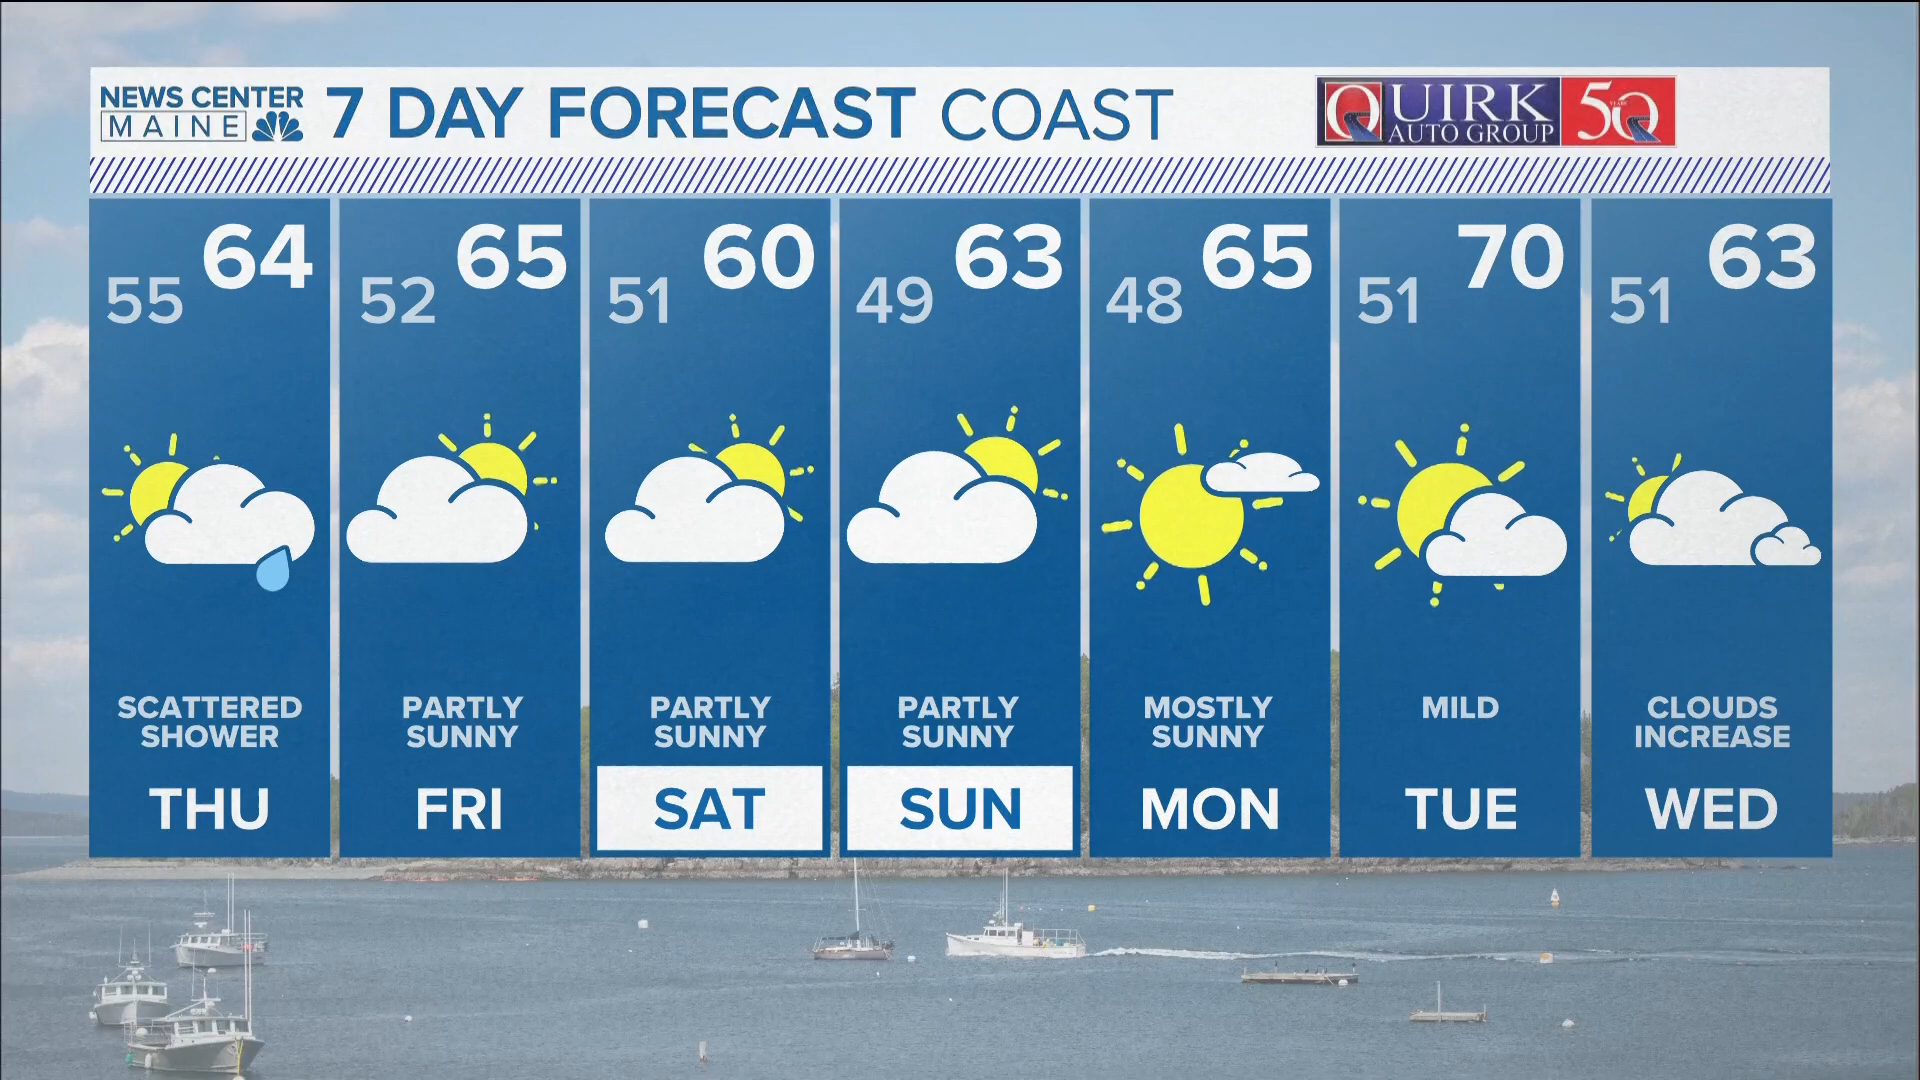 NEWS CENTER
MAINE
7 DAY FORECAST COAST
QUIRK
AUTO GROUP
50
YEARS
55 64
52 65
51 60
49 63
48 65
51 70
51 63
SCATTERED
SHOWER
THU
PARTLY
SUNNY
FRI
PARTLY
SUNNY
SAT
PARTLY
SUNNY
SUN
MOSTLY
SUNNY
MON
MILD
TUE
CLOUDS
INCREASE
WED